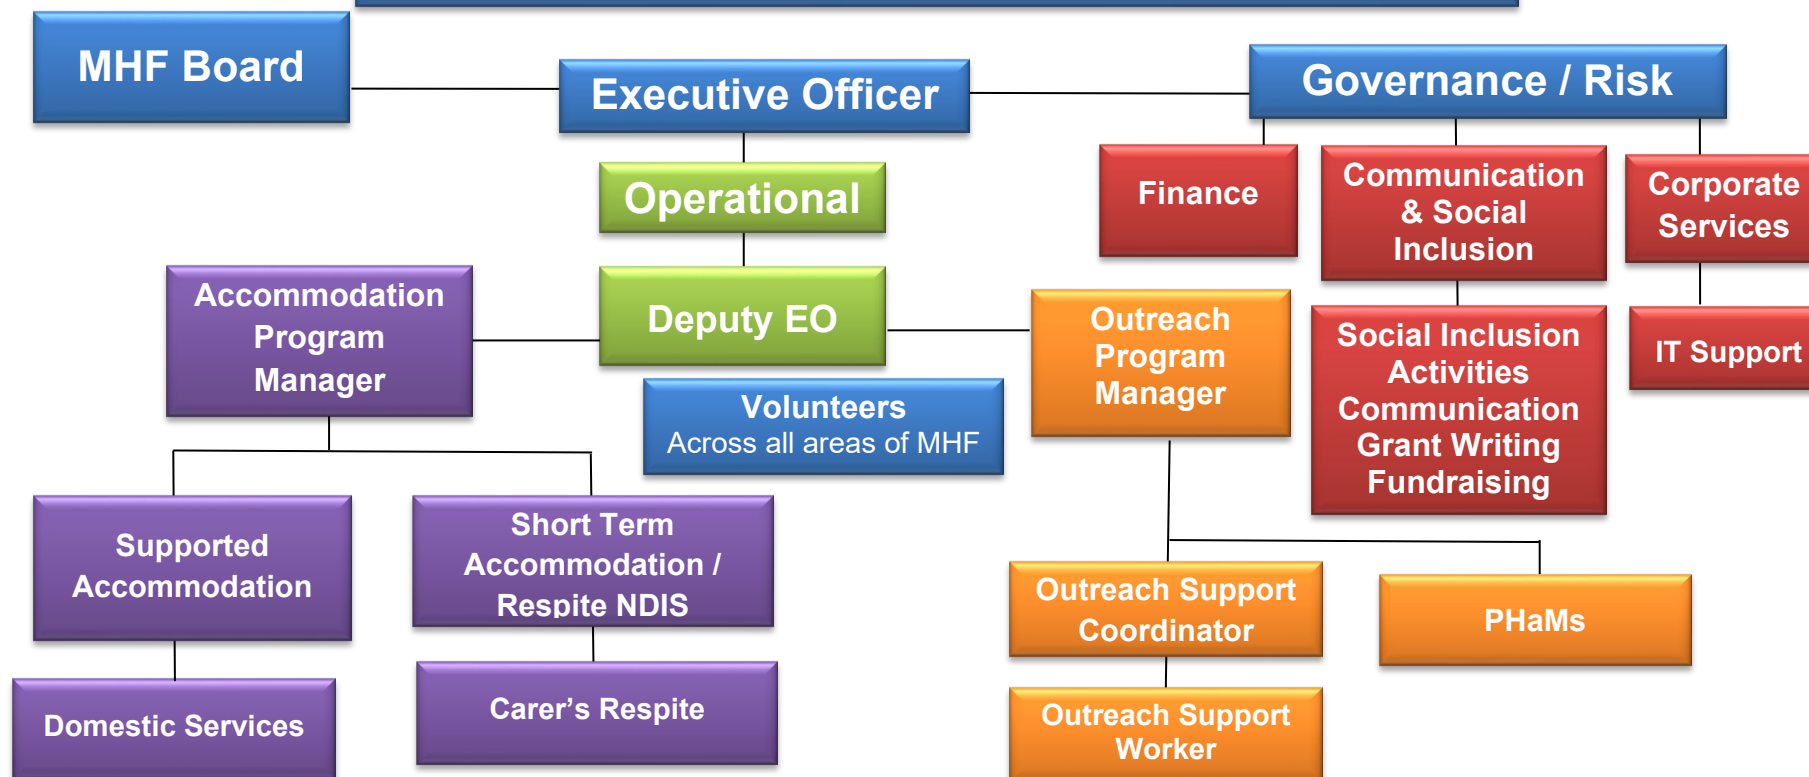 MHF Board
Executive Officer
Governance / Risk
Operational
Finance
Communication
& Social
Inclusion
Corporate
Services
Accommodation
Program
Manager
Deputy EO
Outreach
Program
Manager
Social Inclusion
Activities
Communication
Grant Writing
Fundraising
IT Support
Volunteers
Across all areas of MHF
Supported
Accommodation
Short Term
Accommodation /
Respite NDIS
Outreach Support
Coordinator
PHaMs
Domestic Services
Carer’s Respite
Outreach Support
Worker